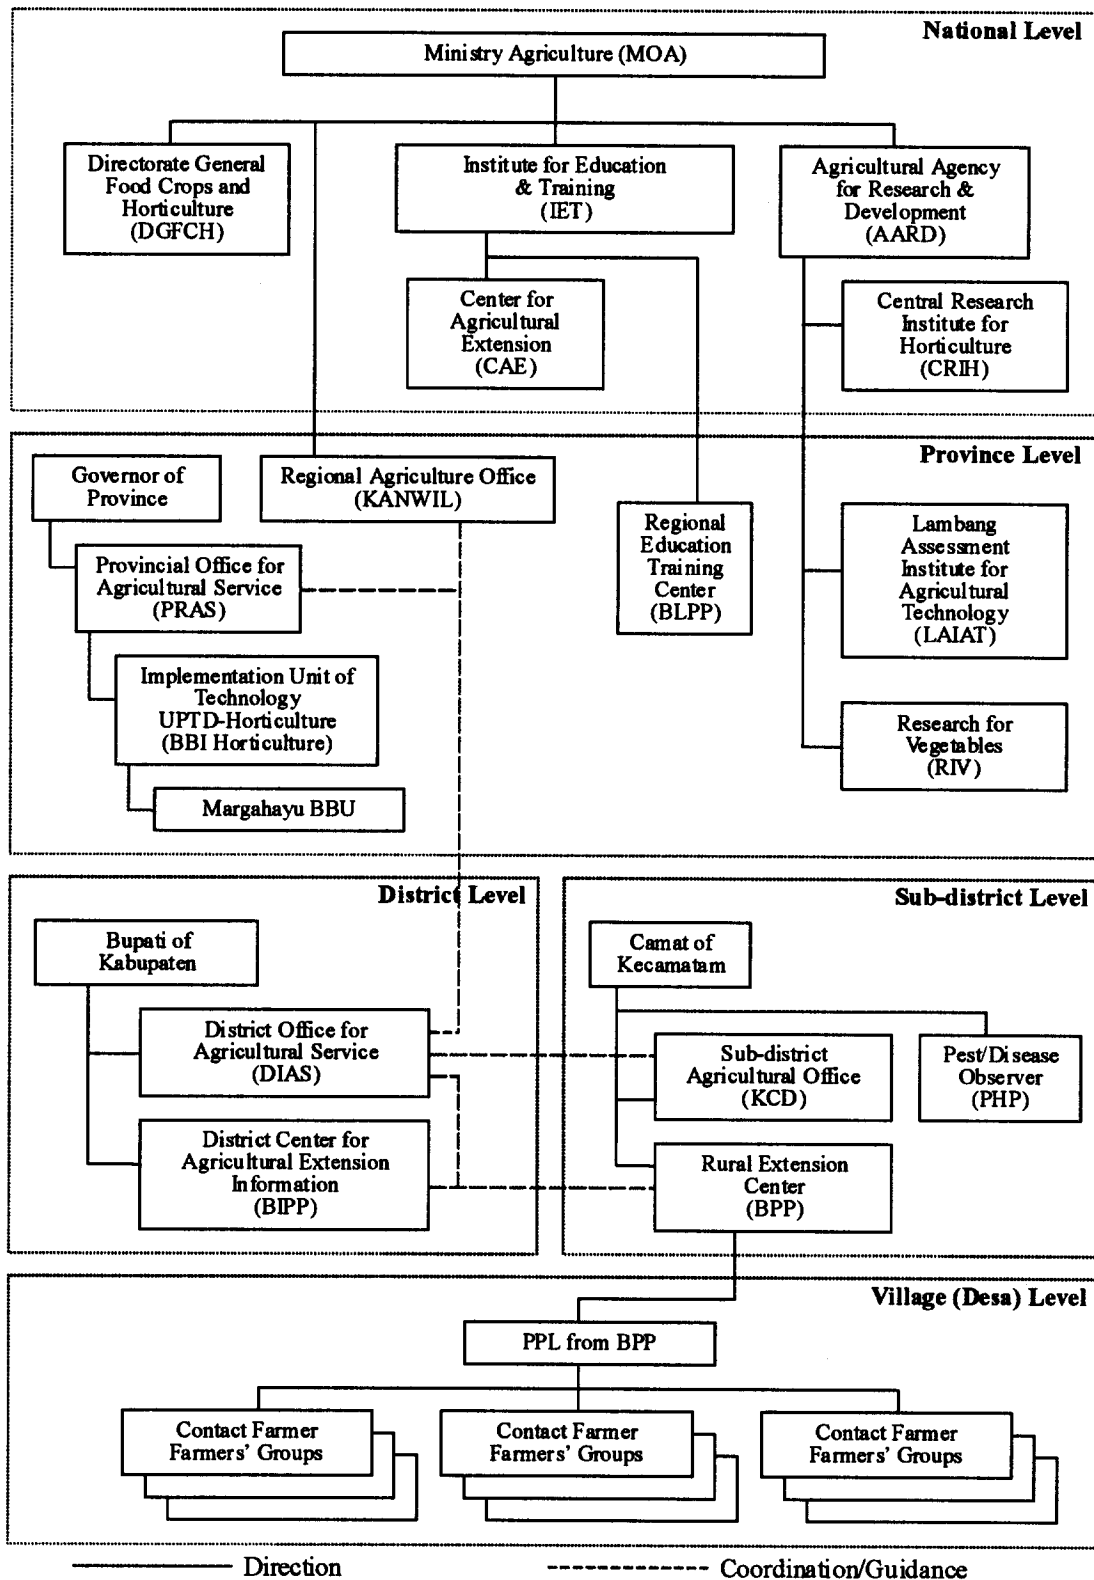 National Level
Ministry Agriculture (MOA)
Directorate General
Food Crops and
Horticulture
(DGFCH)
Institute for Education
& Training
(IET)
Agricultural Agency
for Research &
Development
(AARD)
Center for
Agricultural
Extension
(CAE)
Central Research
Institute for
Horticulture
(CRIH)
Province Level
Governor of
Province
Regional Agriculture Office
(KANWIL)
Provincial Office for
Agricultural Service
(PRAS)
Regional
Education
Training
Center
(BLPP)
Lambang
Assessment
Institute for
Agricultural
Technology
(LAIAT)
Implementation Unit of
Technology
UPTD-Horticulture
(BBI Horticulture)
Research for
Vegetables
(RIV)
Margahayu BBU
District Level
Bupati of
Kabupaten
District Office for
Agricultural Service
(DIAS)
District Center for
Agricultural Extension
Information
(BIPP)
Sub-district Level
Camat of
Kecamatam
Sub-district
Agricultural Office
(KCD)
Pest/Disease
Observer
(PHP)
Rural Extension
Center
(BPP)
Village (Desa) Level
PPL from BPP
Contact Farmer
Farmers' Groups
Contact Farmer
Farmers' Groups
Contact Farmer
Farmers' Groups
Direction
Coordination/Guidance